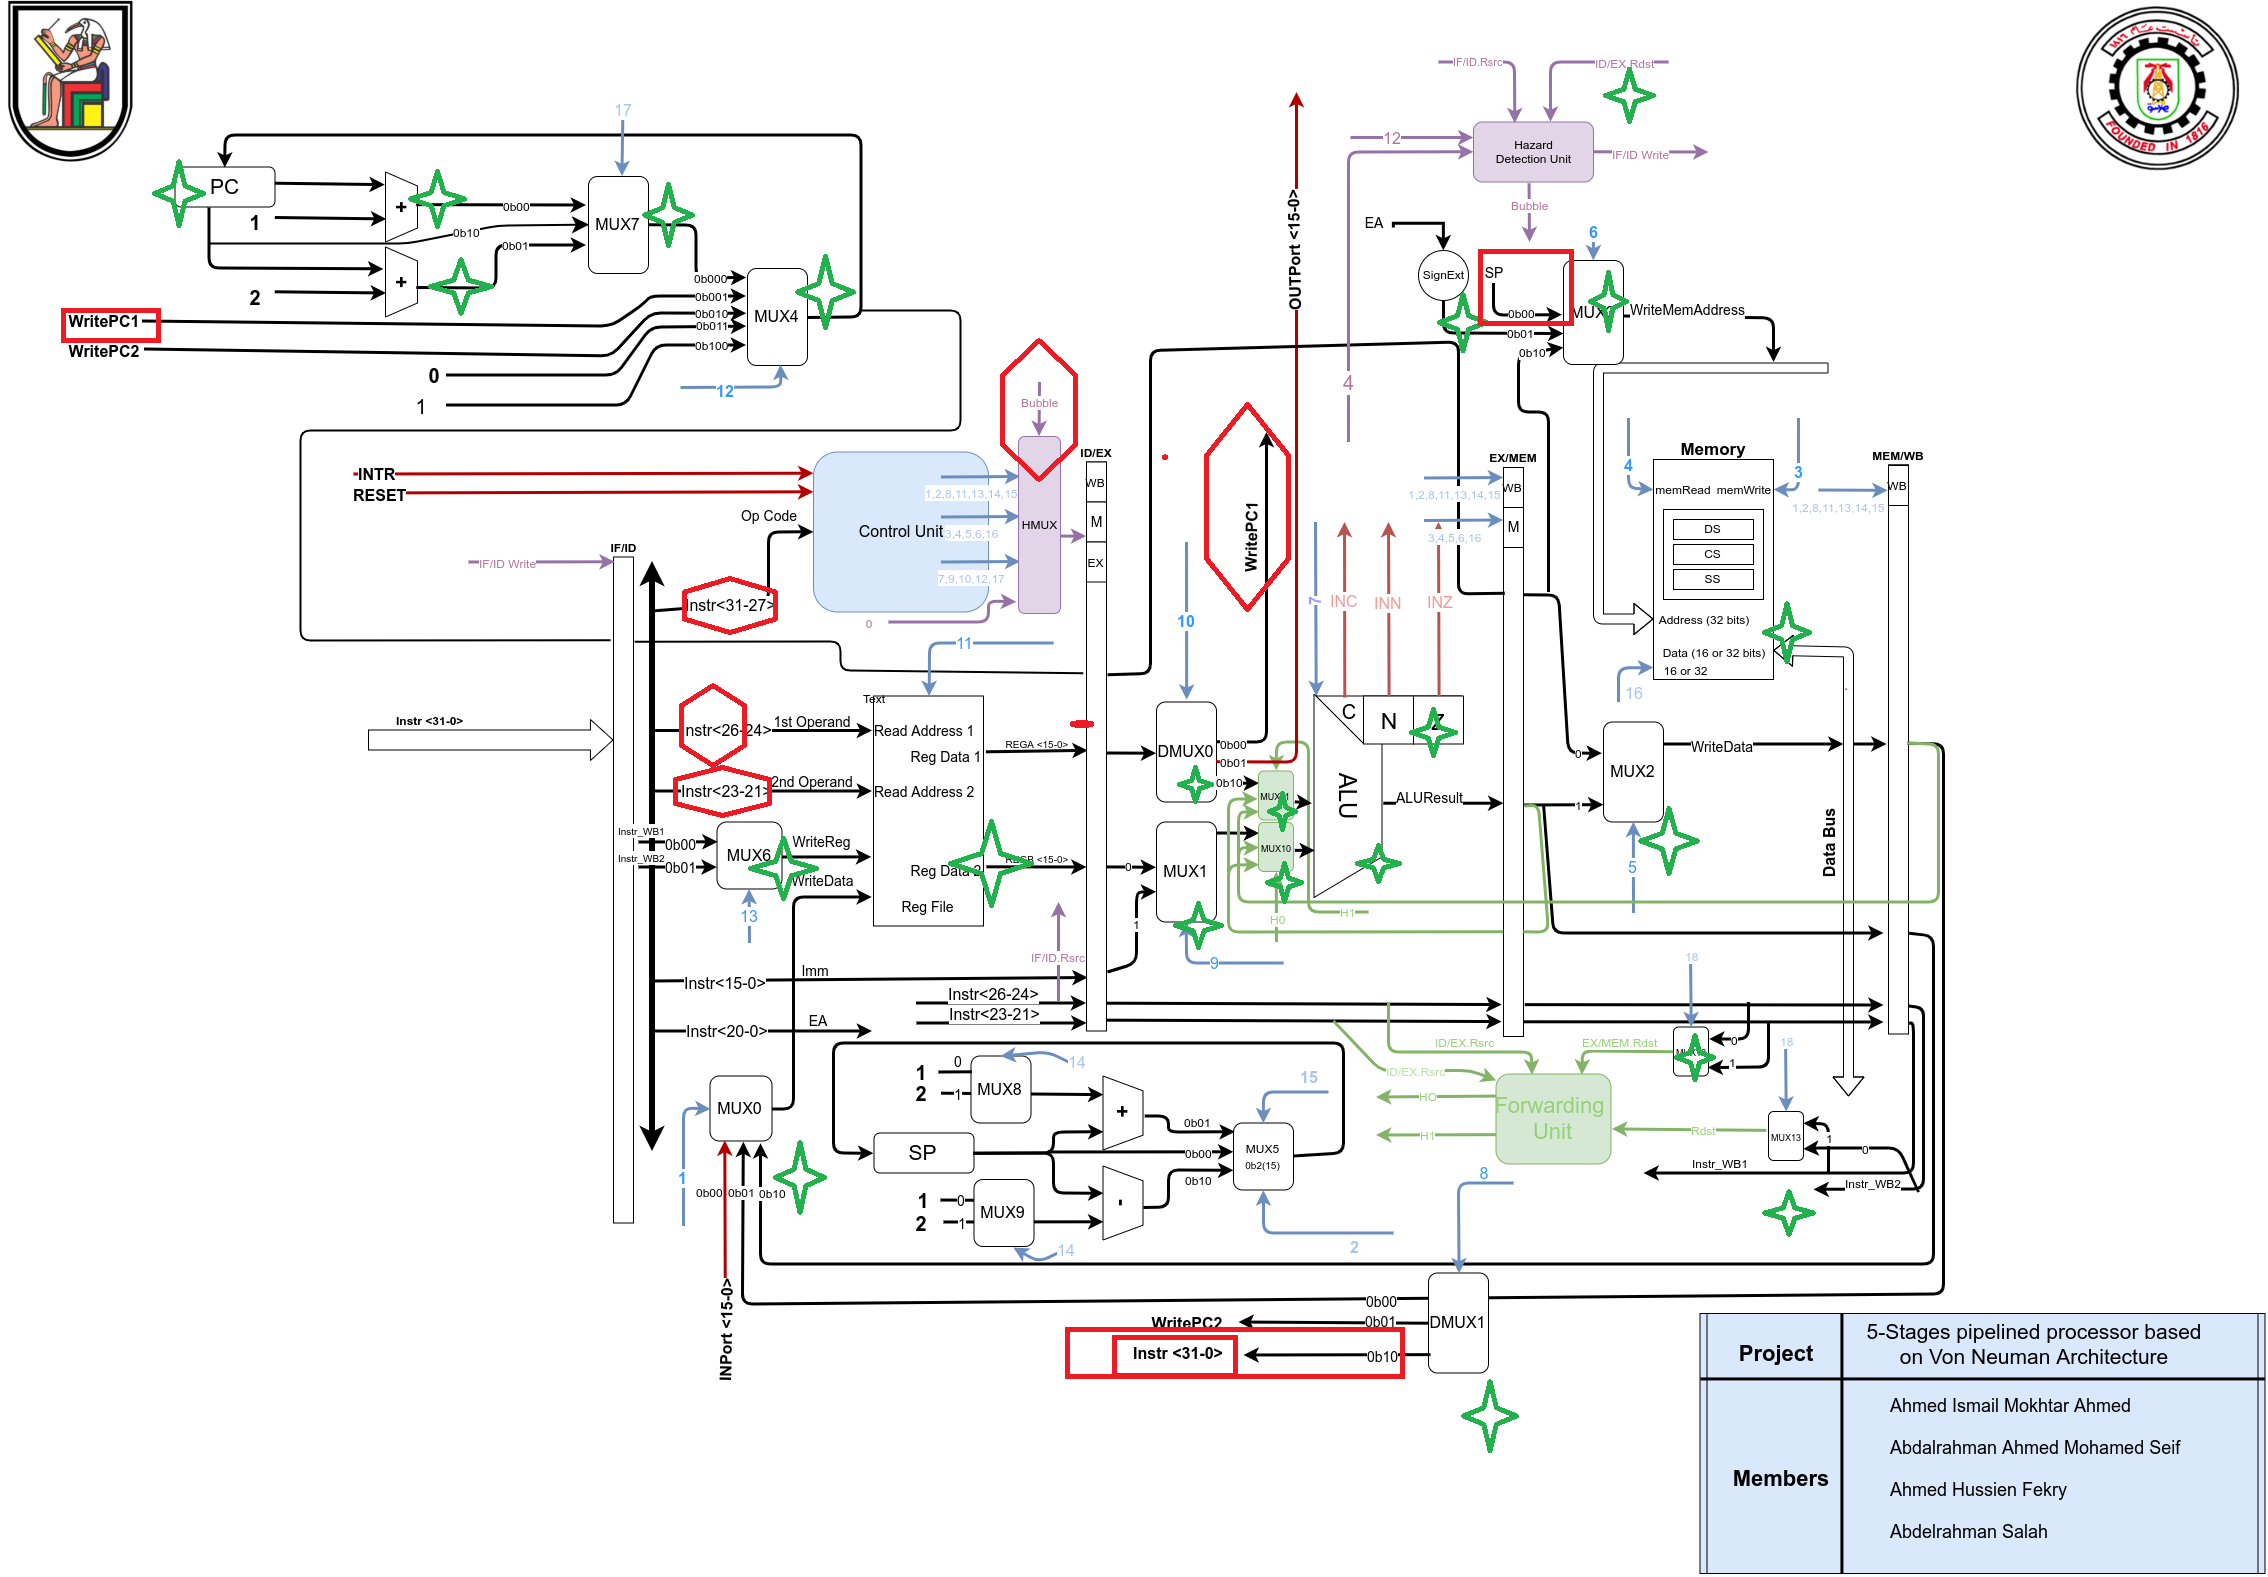 17
PC
1
2
+
+
0b00
0b10
0b01
MUX7
0b000
0b001
0b010
0b011
0b100
MUX4
WritePC1
WritePC2
0
1
12
IF/ID.Rsrc
ID/EX.Rdst
12
Hazard
Detection Unit
IF/ID Write
Bubble
4
EA
SignExt
SP
6
0b00
0b01
0b10
WriteMemAddress
OUTPort <15-0>
FOUNDED IN 1816
INTR
RESET
Op Code
Control Unit
1,2,8,11,13,14,15
3,4,5,6,16
7,9,10,12,17
Bubble
HMUX
0
ID/EX
WB
M
EX
WritePC1
10
7
INC
INN
INZ
EX/MEM
1,2,8,11,13,14,15
WB
3,4,5,6,16
M
Memory
4
3
memRead memWrite
DS
CS
SS
Address (32 bits)
Data (16 or 32 bits)
16 or 32
16
MEM/WB
WB
1,2,8,11,13,14,15
IF/ID
IF/ID Write
Instr<31-27>
11
Instr <31-0>
nstr<26-24>
1st Operand
Instr<23-21>
2nd Operand
Text
Read Address 1
Reg Data 1
Read Address 2
Reg Data 2
Reg File
REGA <15-0>
Instr_WB1
0b00
Instr_WB2
0b01
MUX6
WriteReg
WriteData
13
DMUX0
0b00
0b01
0b10
MUX10
MUX1
0
1
9
H0
H1
C
N
Z
ALU
ALUResult
0
1
MUX2
5
WriteData
Data Bus
Instr<15-0>
Imm
IF/ID.Rsrc
Instr<26-24>
Instr<23-21>
Instr<20-0>
EA
MUX0
1
0b00
0b01
0b10
INPort <15-0>
1
2
0
1
MUX8
14
+
SP
1
2
0
1
MUX9
14
-
0b01
0b00
0b10
MUX5
0b2(15)
15
2
ID/EX.Rsrc
ID/EX.Rsrc
EX/MEM.Rdst
HO
H1
Forwarding
Unit
Rdst
18
0
1
18
MUX13
1
0
Instr_WB1
Instr_WB2
8
DMUX1
0b00
0b01
0b10
WritePC2
Instr <31-0>
Project
5-Stages pipelined processor based
on Von Neuman Architecture
Members
Ahmed Ismail Mokhtar Ahmed
Abdalrahman Ahmed Mohamed Seif
Ahmed Hussien Fekry
Abdelrahman Salah